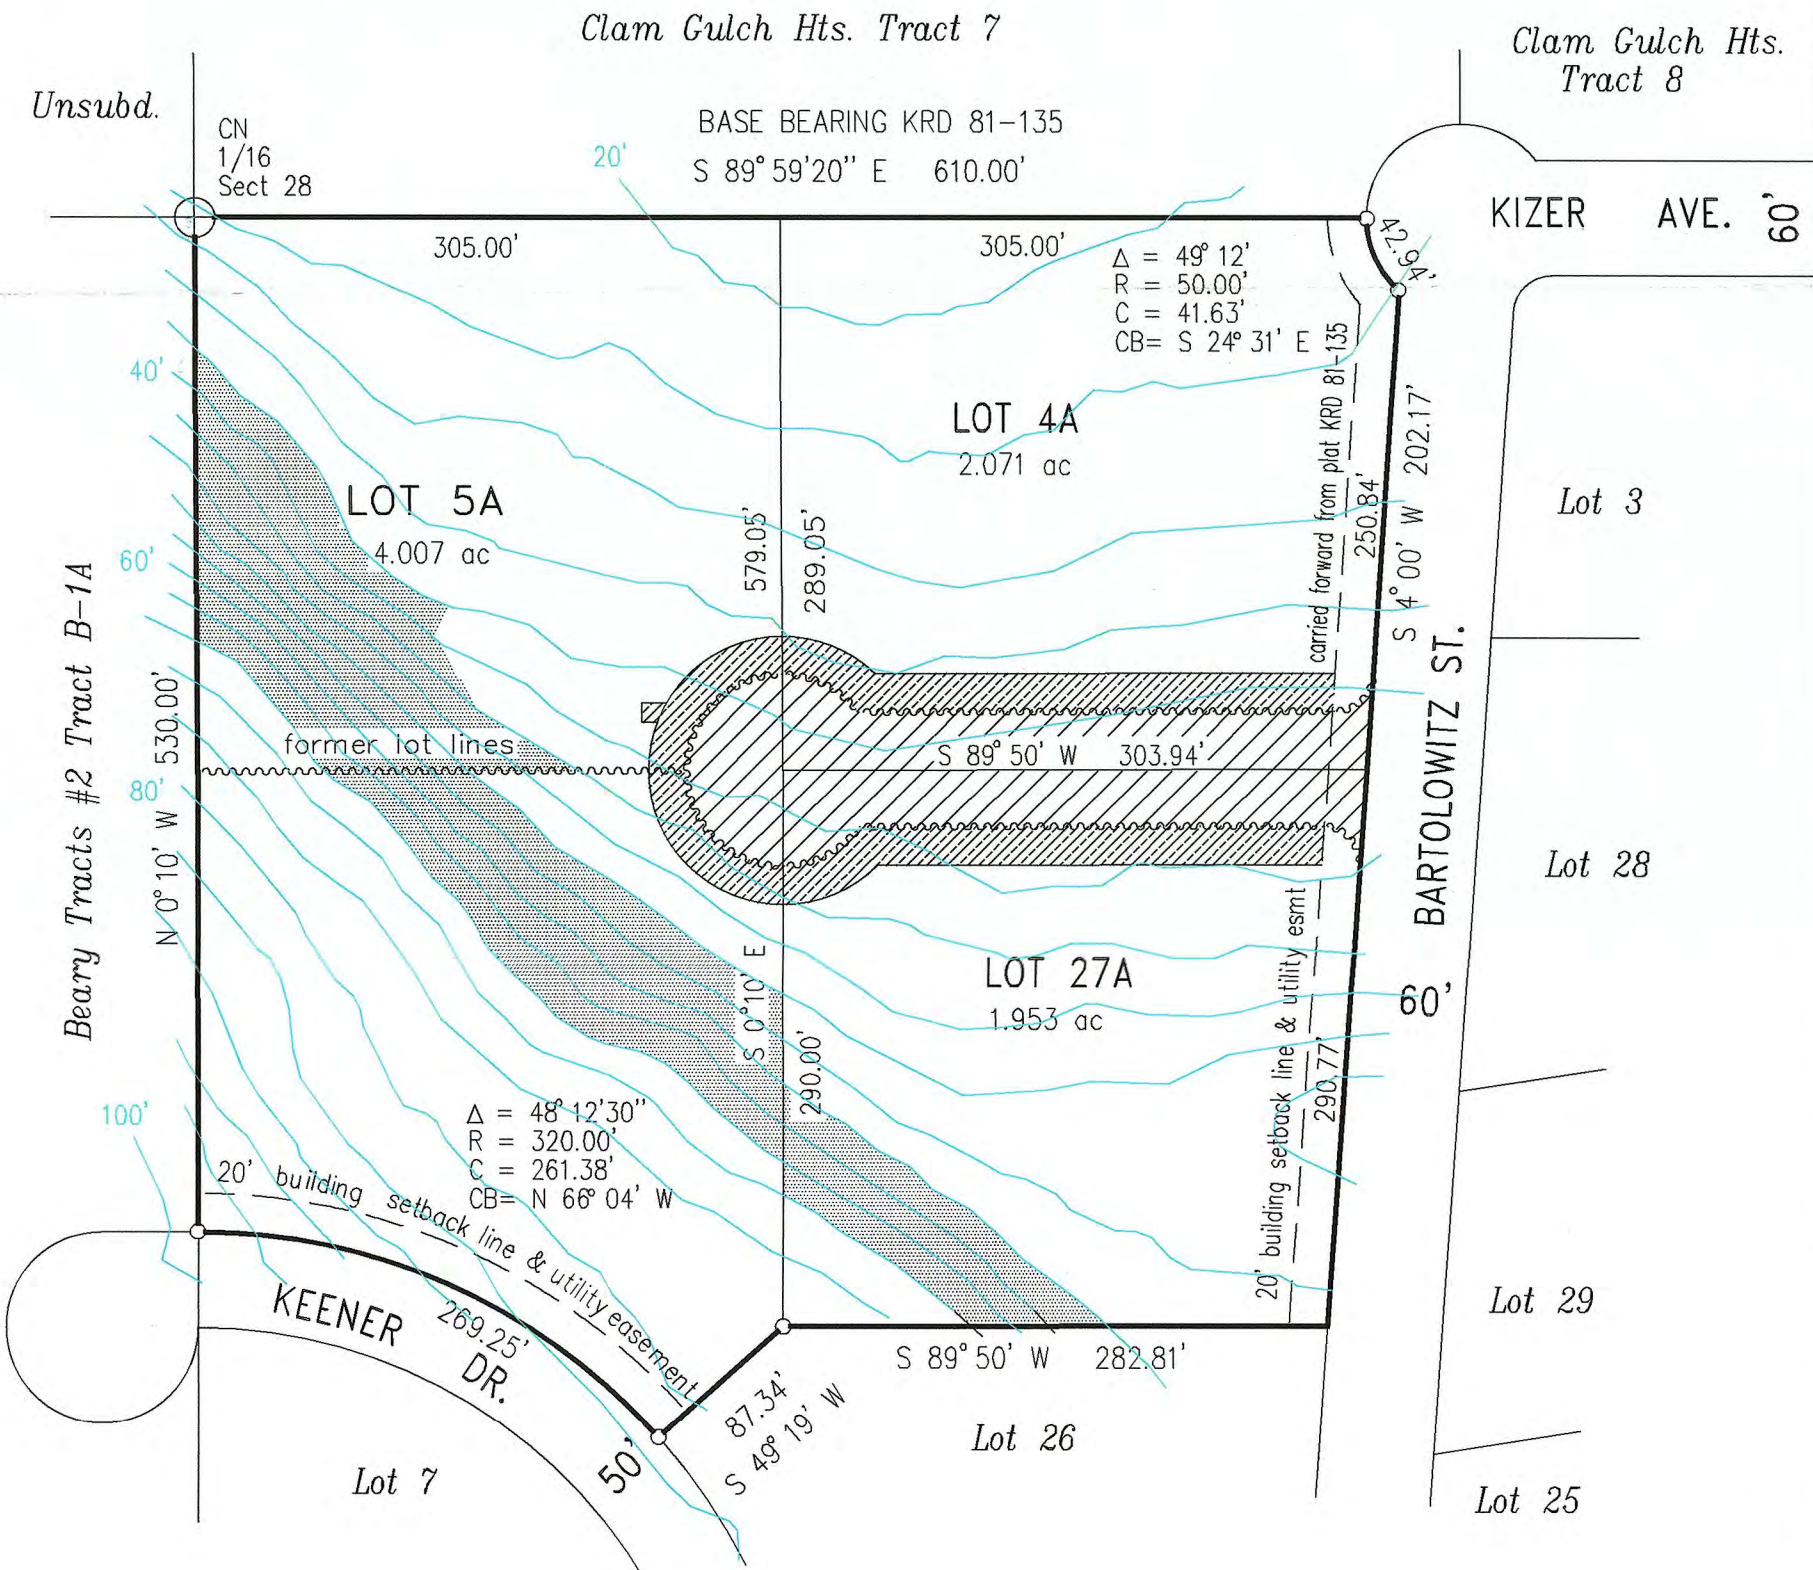 Clam Gulch Hts. Tract 7
Clam Gulch Hts.
Tract 8
Unsubd.
CN
1/16
Sect 28
BASE BEARING KRD 81-135
20'
S 89° 59'20" E 610.00'
KIZER AVE. 60'
42.94'
305.00'
305.00'
Δ = 49° 12'
R = 50.00'
C = 41.63'
CB= S 24° 31' E
40'
LOT 4A
2.071 ac
LOT 5A
4.007 ac
579.05'
289.05'
carried forward from plat KRD 81-135
250.84'
S 4° 00' W 202.17'
Lot 3
60'
Beary Tracts #2 Tract B-1A
N 0° 10' W 530.00'
former lot lines
S 89° 50' W 303.94'
BARTOLOWITZ ST.
60'
80'
Lot 28
LOT 27A
1.953 ac
S 0°10' E
290.00'
20' building setback line & utility esmt
290.77'
100'
Δ = 48° 12'30"
R = 320.00'
C = 261.38'
CB= N 66° 04' W
20' building setback line & utility easement
KEENER DR.
269.25'
50'
87.34'
S 49° 19' W
S 89° 50' W 282.81'
Lot 29
Lot 26
Lot 7
Lot 25